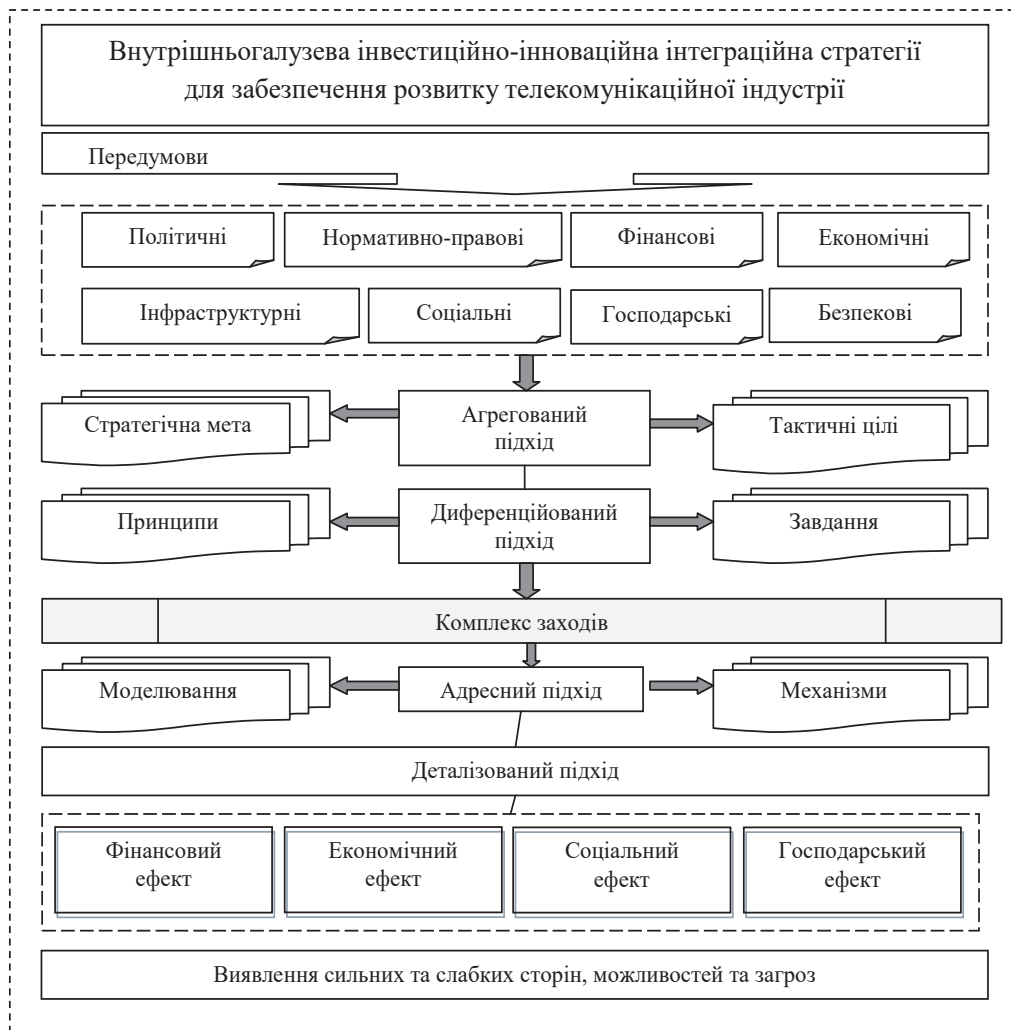 Внутрішньогалузева інвестиційно-інноваційна інтеграційна стратегії
для забезпечення розвитку телекомунікаційної індустрії
Передумови
Політичні
Нормативно-правові
Фінансові
Економічні
Інфраструктурні
Соціальні
Господарські
Безпекові
Стратегічна мета
Агрегований
підхід
Тактичні цілі
Принципи
Диференційований
підхід
Завдання
Комплекс заходів
Моделювання
Адресний підхід
Механізми
Деталізований підхід
Фінансовий
ефект
Економічний
ефект
Соціальний
ефект
Господарський
ефект
Виявлення сильних та слабких сторін, можливостей та загроз